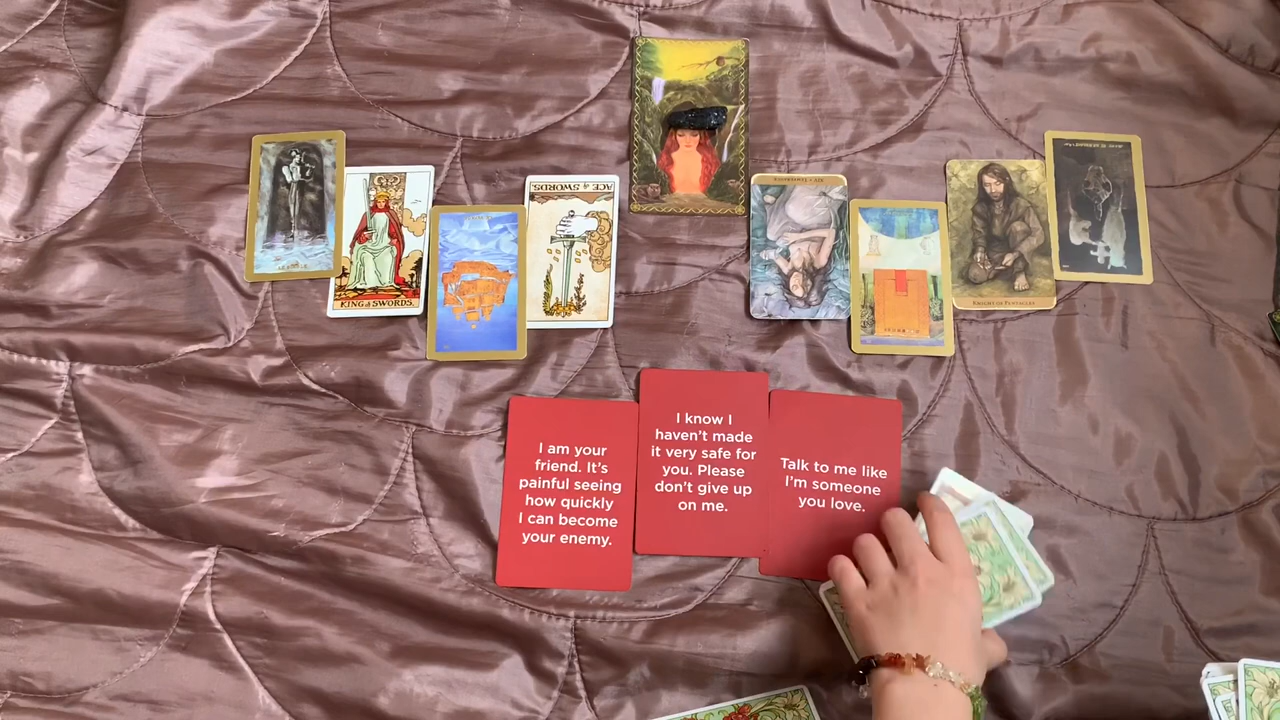 KING of SWORDS.
ACE of SWORDS.
XIV • TEMPERANCE
KNIGHT OF PENTACLES
I am your
friend. It's
painful seeing
how quickly
I can become
your enemy.
I know I
haven't made
it very safe for
you. Please
don't give up
on me.
Talk to me like
I'm someone
you love.